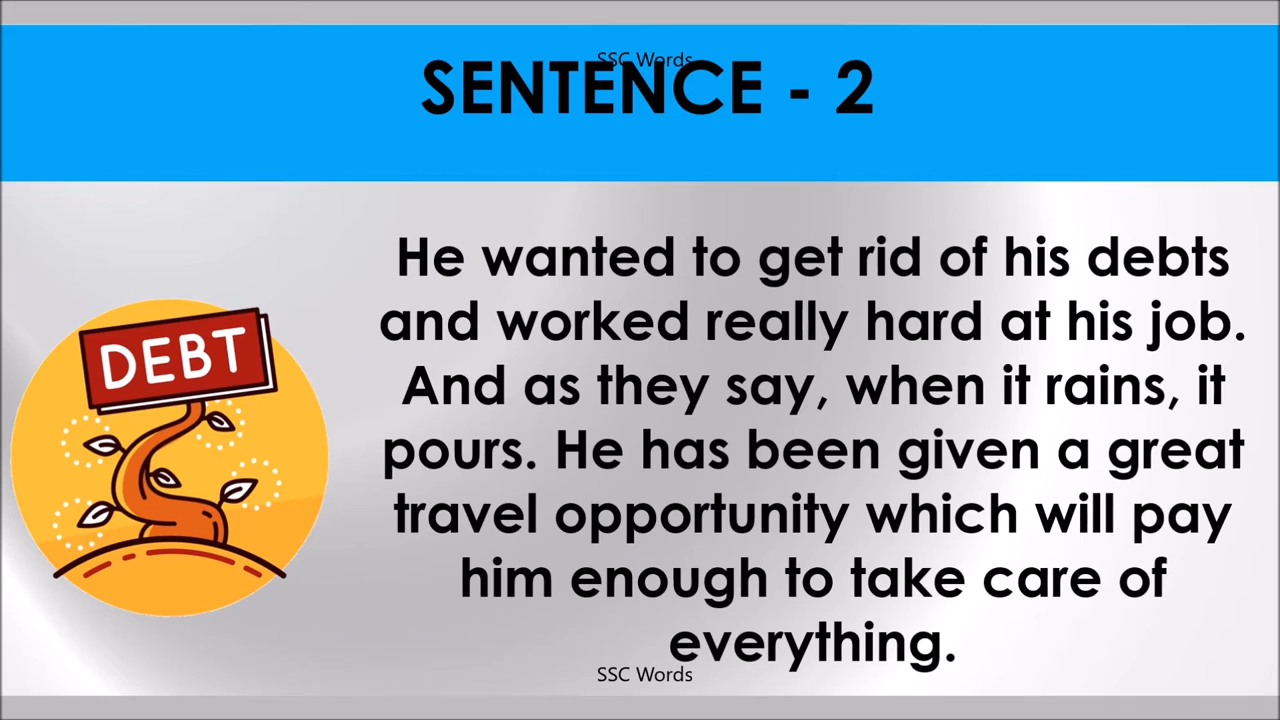 SSC Words
SENTENCE - 2
He wanted to get rid of his debts
and worked really hard at his job.
And as they say, when it rains, it
pours. He has been given a great
travel opportunity which will pay
him enough to take care of
everything.
DEBT
SSC Words